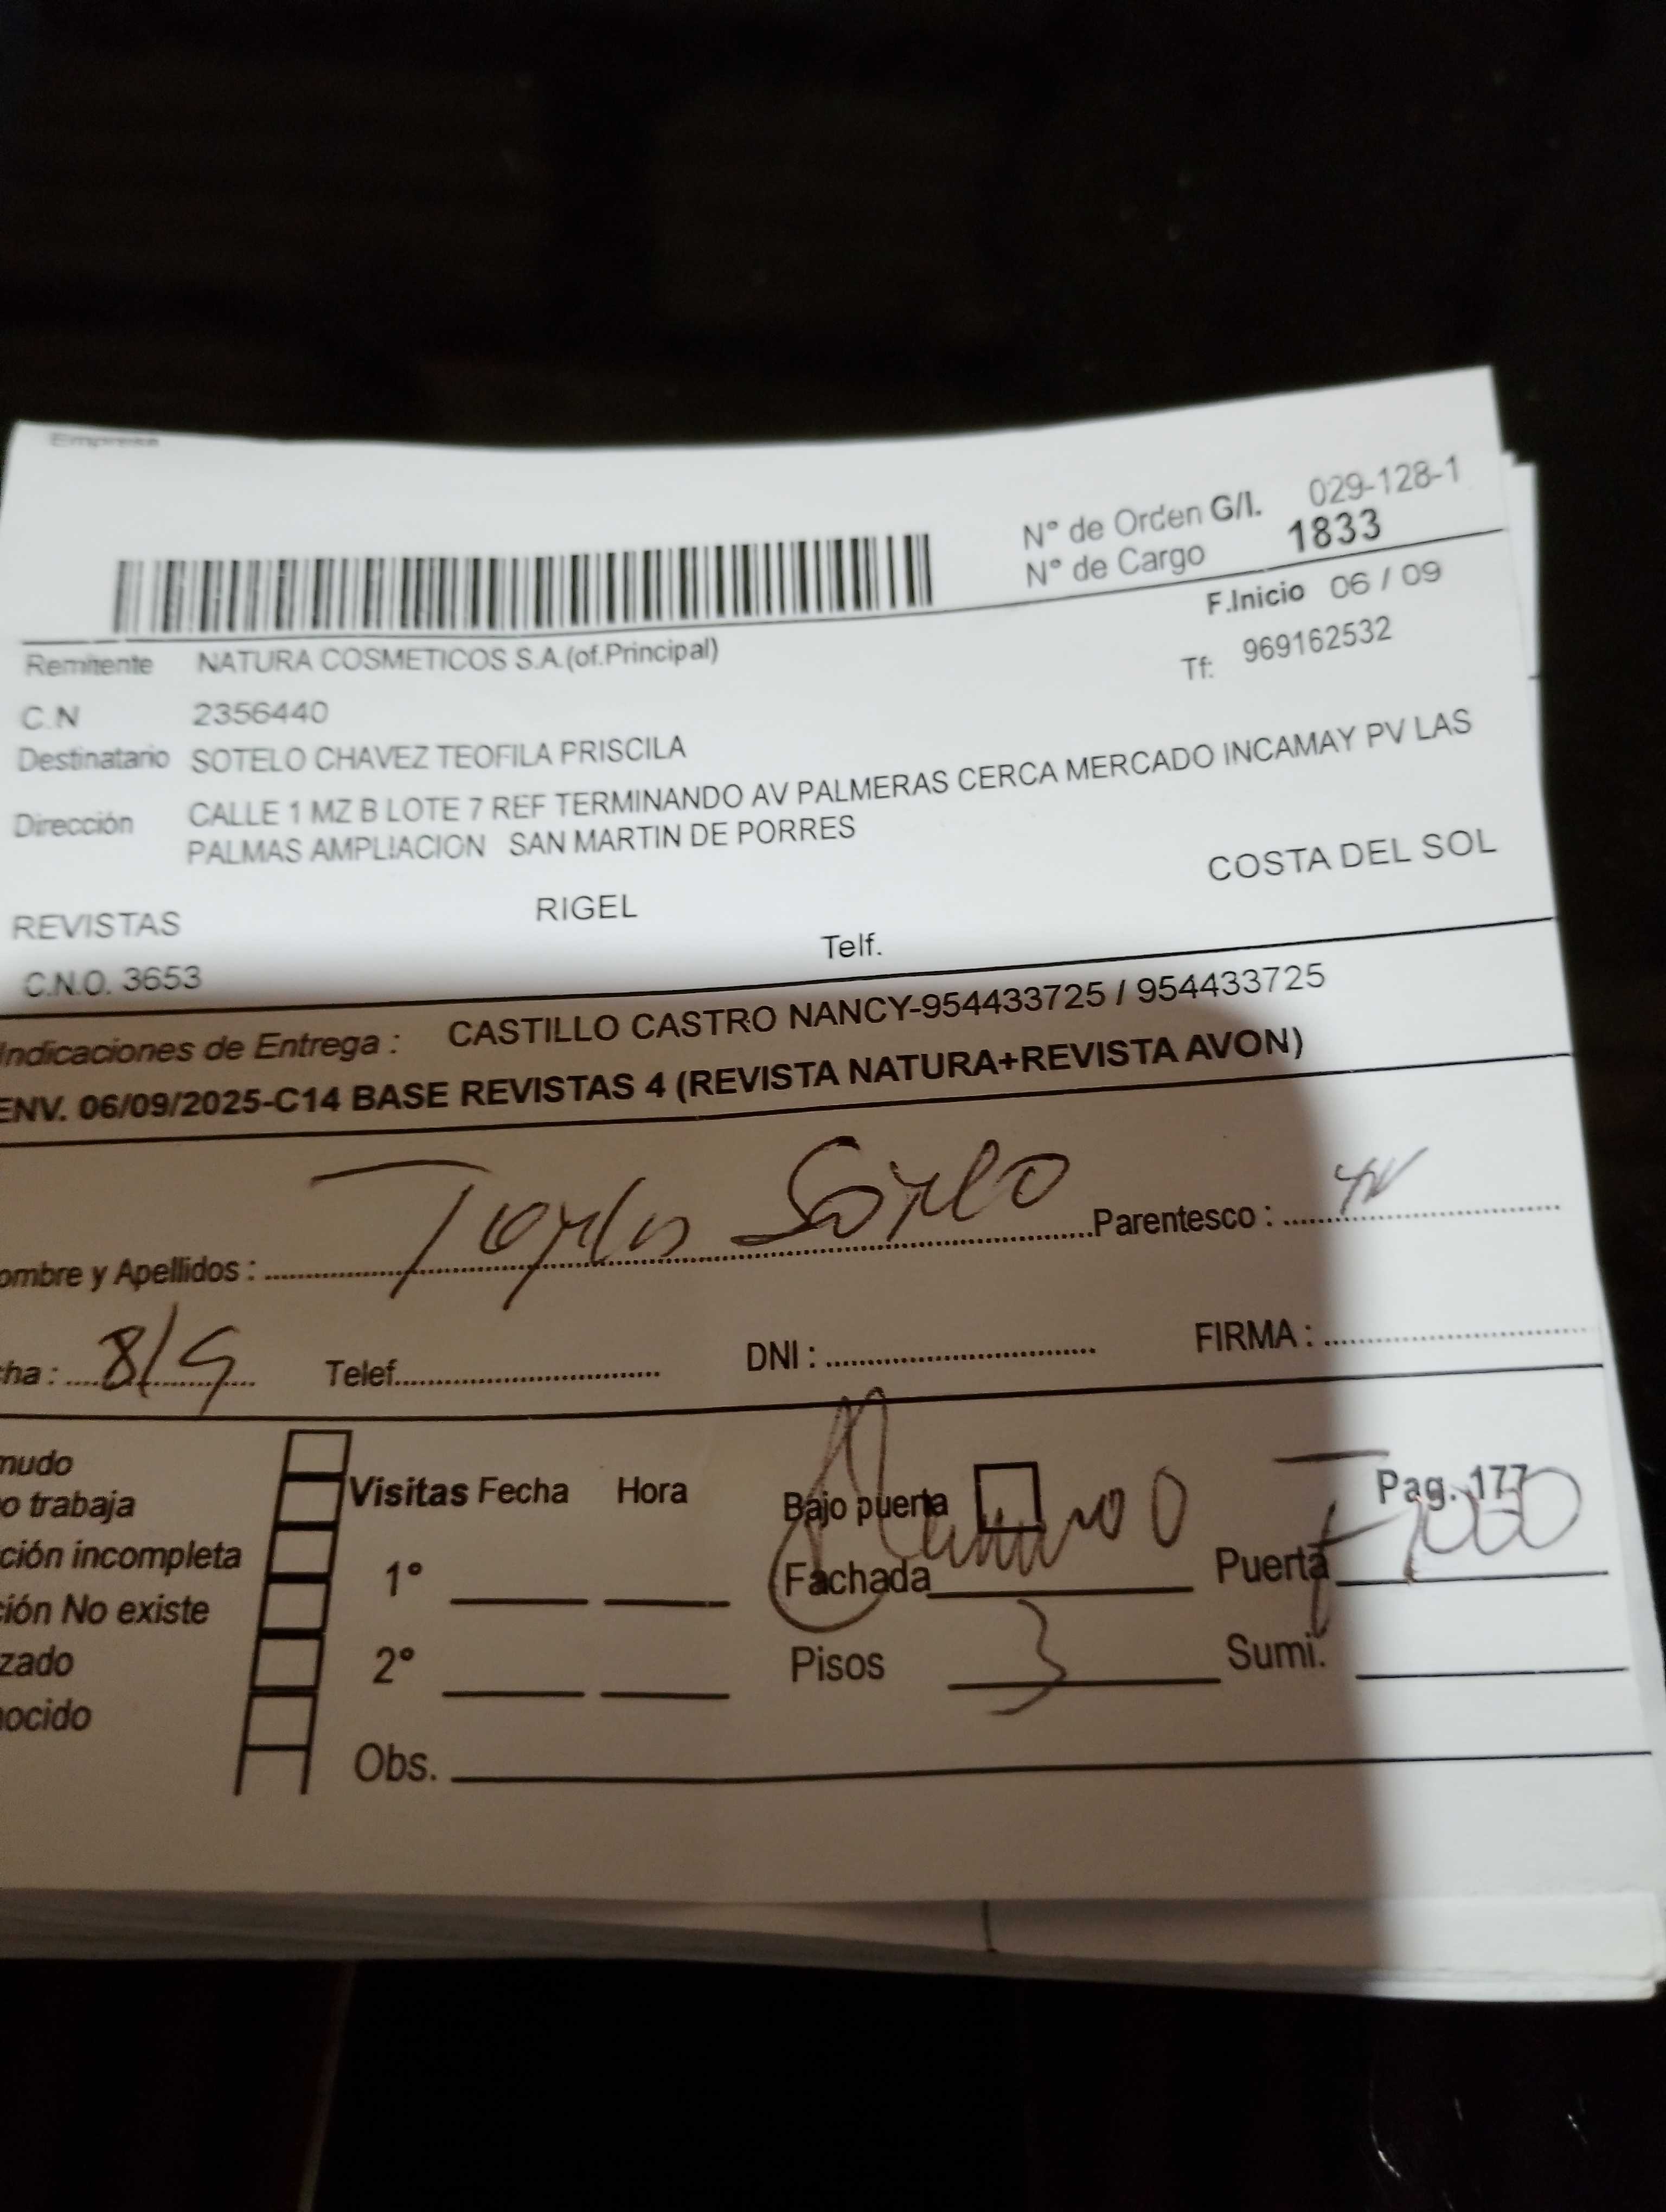 Empresa
N° de Orden G/I. 029-128-1
N° de Cargo 1833
F.Inicio 06 / 09
Remitente NATURA COSMETICOS S.A.(of.Principal)
Tf: 969162532
C.N 2356440
Destinatario SOTELO CHAVEZ TEOFILA PRISCILA
Dirección CALLE 1 MZ B LOTE 7 REF TERMINANDO AV PALMERAS CERCA MERCADO INCAMAY PV LAS
PALMAS AMPLIACION SAN MARTIN DE PORRES
REVISTAS RIGEL COSTA DEL SOL
C.N.O. 3653 Telf.
Indicaciones de Entrega : CASTILLO CASTRO NANCY-954433725 / 954433725
ENV. 06/09/2025-C14 BASE REVISTAS 4 (REVISTA NATURA+REVISTA AVON)
ombre y Apellidos : Sotelo Parentesco :
ha : 8/9 Telef. DNI : FIRMA :
mudo
o trabaja Visitas Fecha Hora Bajo puerta Pag. 177
ción incompleta 1° Fachada Puerta
ión No existe
zado 2° Pisos 3 Sumi.
ocido
Obs.